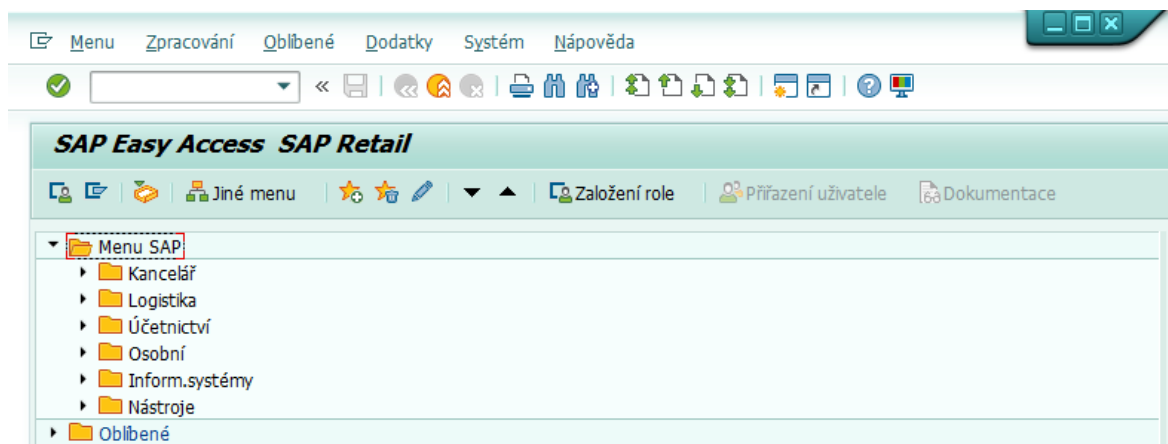 Menu Zpracování Oblíbené Dodatky Systém Nápověda
SAP Easy Access SAP Retail
Jiné menu Založení role Přiřazení uživatele Dokumentace
Menu SAP
Kancelář
Logistika
Účetnictví
Osobní
Inform.systémy
Nástroje
Oblíbené